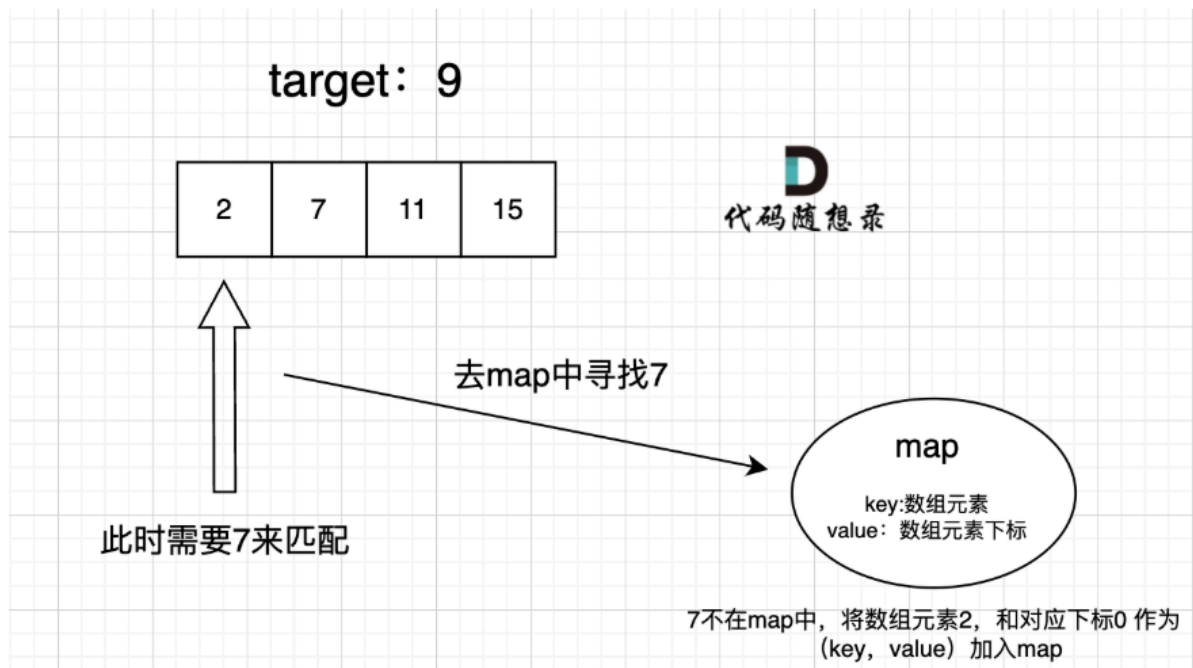 target：9
2 7 11 15
代码随想录
去map中寻找7
map
key:数组元素
value：数组元素下标
此时需要7来匹配
7不在map中，将数组元素2，和对应下标0 作为
（key，value）加入map